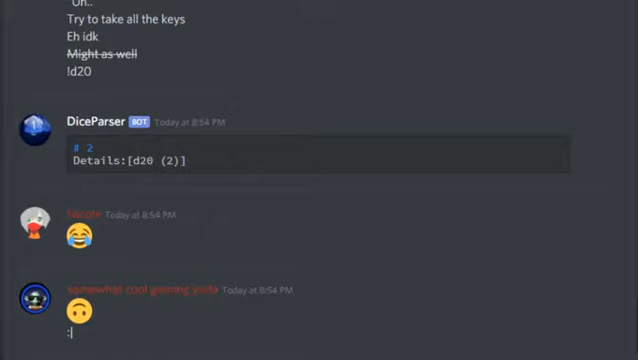 Try to take all the keys
Eh idk
Might as well
!d20
DiceParser BOT Today at 8:54 PM
# 2
Details:[d20 (2)]
Today at 8:54 PM
somewhat cool gaming yoda Today at 8:54 PM
:|